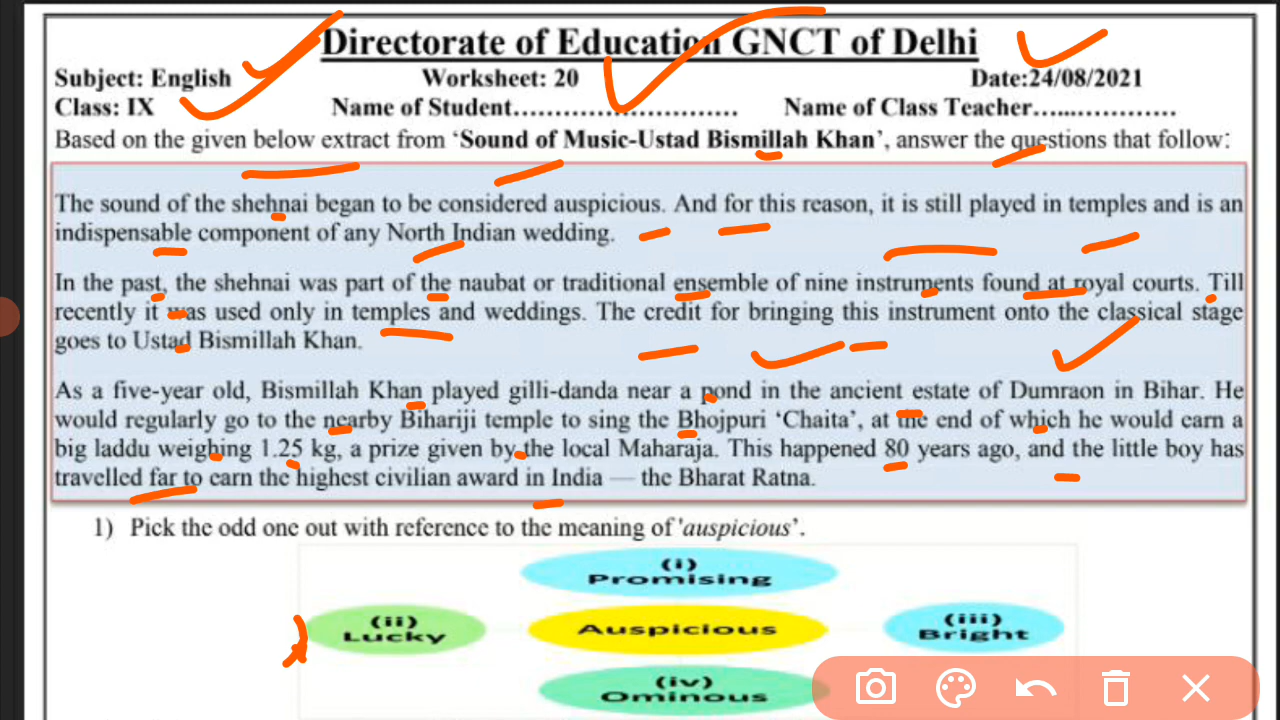 Directorate of Education GNCT of Delhi
Subject: English Worksheet: 20 Date:24/08/2021
Class: IX Name of Student............................ Name of Class Teacher..................
Based on the given below extract from ‘Sound of Music-Ustad Bismillah Khan’, answer the questions that follow:
The sound of the shehnai began to be considered auspicious. And for this reason, it is still played in temples and is an
indispensable component of any North Indian wedding.
In the past, the shehnai was part of the naubat or traditional ensemble of nine instruments found at royal courts. Till
recently it was used only in temples and weddings. The credit for bringing this instrument onto the classical stage
goes to Ustad Bismillah Khan.
As a five-year old, Bismillah Khan played gilli-danda near a pond in the ancient estate of Dumraon in Bihar. He
would regularly go to the nearby Bihariji temple to sing the Bhojpuri ‘Chaita’, at the end of which he would earn a
big laddu weighing 1.25 kg, a prize given by the local Maharaja. This happened 80 years ago, and the little boy has
travelled far to earn the highest civilian award in India — the Bharat Ratna.
1) Pick the odd one out with reference to the meaning of 'auspicious’.
(i)
Promising
(ii)
Lucky
Auspicious
(iii)
Bright
(iv)
Ominous